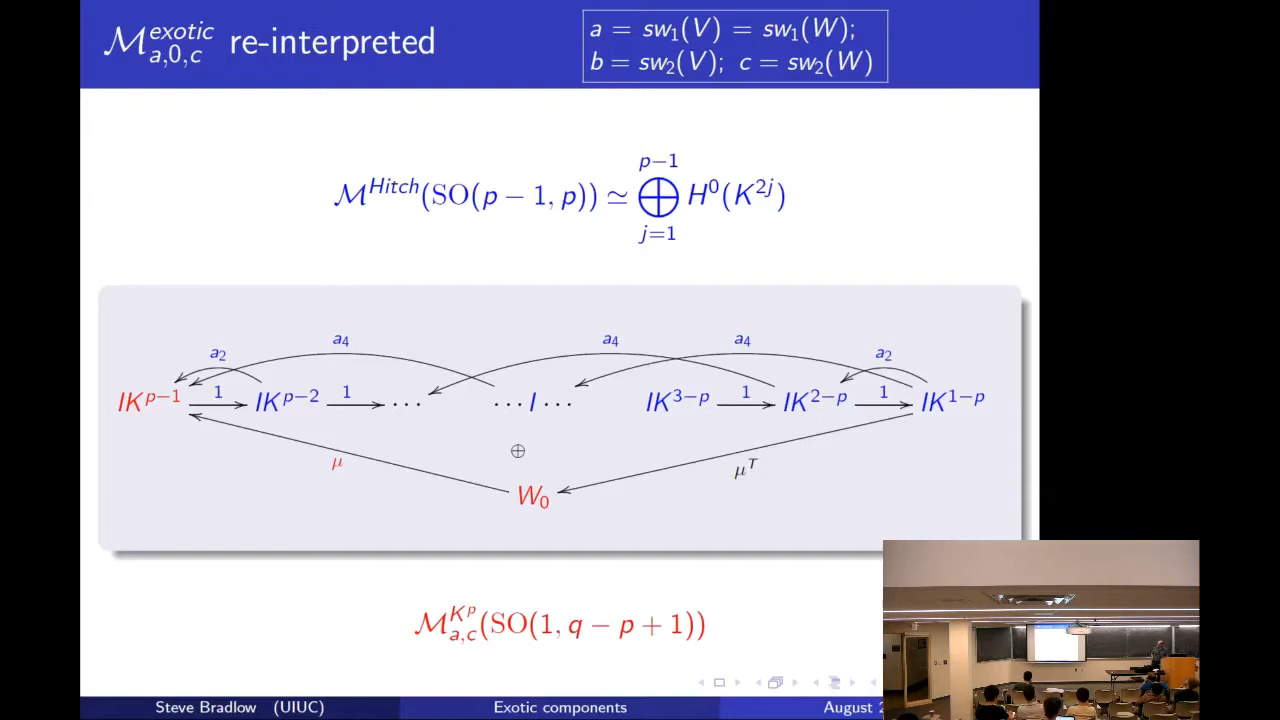 M^{exotic}_{a,0,c} re-interpreted
a = sw₁(V) = sw₁(W);
b = sw₂(V); c = sw₂(W)
M^{Hitch}(SO(p − 1, p)) ≃ ⊕_{j=1}^{p−1} H⁰(K^{2j})
a₂ a₄ a₄ a₄ a₂
IK^{p−1} 1 IK^{p−2} 1 ··· ··· I ··· IK^{3−p} 1 IK^{2−p} 1 IK^{1−p}
⊕
μ μ^T
W₀
M^{K^p}_{a,c}(SO(1, q − p + 1))
Steve Bradlow (UIUC) Exotic components August 2